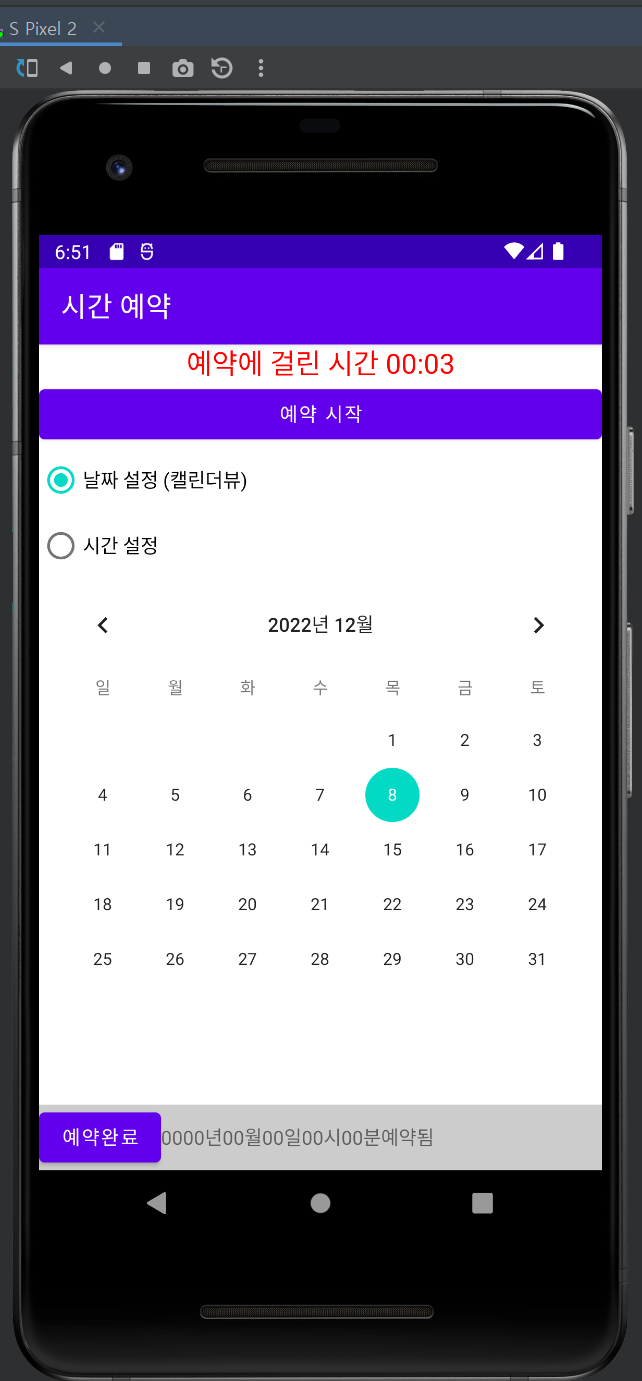 S Pixel 2
6:51
시간 예약
예약에 걸린 시간 00:03
예약 시작
날짜 설정 (캘린더뷰)
시간 설정
2022년 12월
일 월 화 수 목 금 토
1 2 3
4 5 6 7 8 9 10
11 12 13 14 15 16 17
18 19 20 21 22 23 24
25 26 27 28 29 30 31
예약완료 0000년00월00일00시00분예약됨